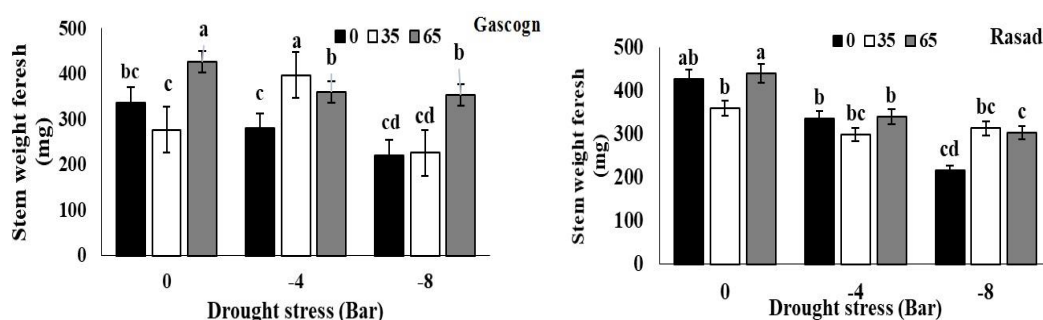 Gascogn
0 35 65
500
400
300
200
100
0
Stem weight feresh
(mg)
bc c a
c a b
cd cd b
0 -4 -8
Drought stress (Bar)
Rasad
0 35 65
500
400
300
200
100
0
Stem weight feresh
(mg)
ab b a
b bc b
cd bc c
0 -4 -8
Drought stress (Bar)